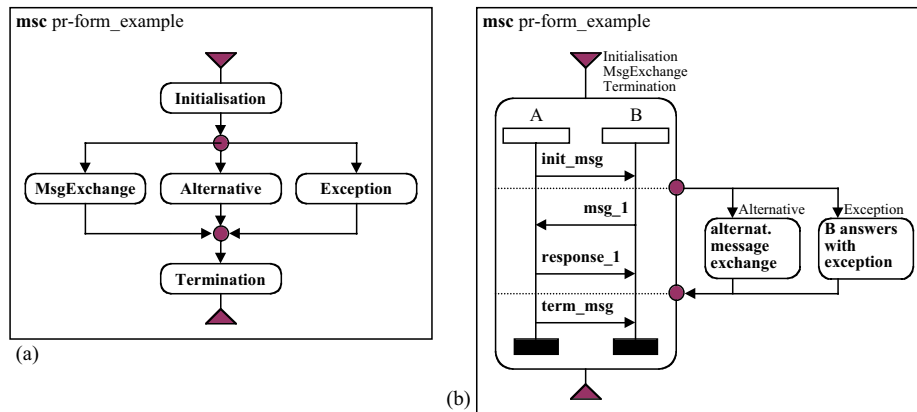 msc pr-form_example
Initialisation
MsgExchange
Alternative
Exception
Termination
(a)
msc pr-form_example
Initialisation
MsgExchange
Termination
A
B
init_msg
msg_1
response_1
term_msg
Alternative
alternat.
message
exchange
Exception
B answers
with
exception
(b)